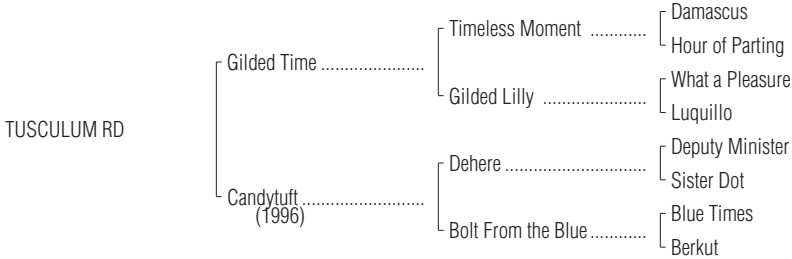 Damascus
Timeless Moment ............
Hour of Parting
Gilded Time ......................
What a Pleasure
Gilded Lilly ......................
Luquillo
TUSCULUM RD
Deputy Minister
Dehere ..............................
Sister Dot
Candytuft ..........................
(1996)
Blue Times
Bolt From the Blue ............
Berkut